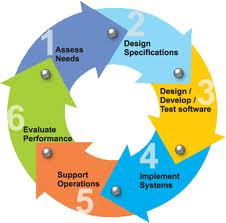 1
Assess
Needs
2
Design
Specifications
3
Design /
Develop /
Test software
4
Implement
Systems
5
Support
Operations
6
Evaluate
Performance